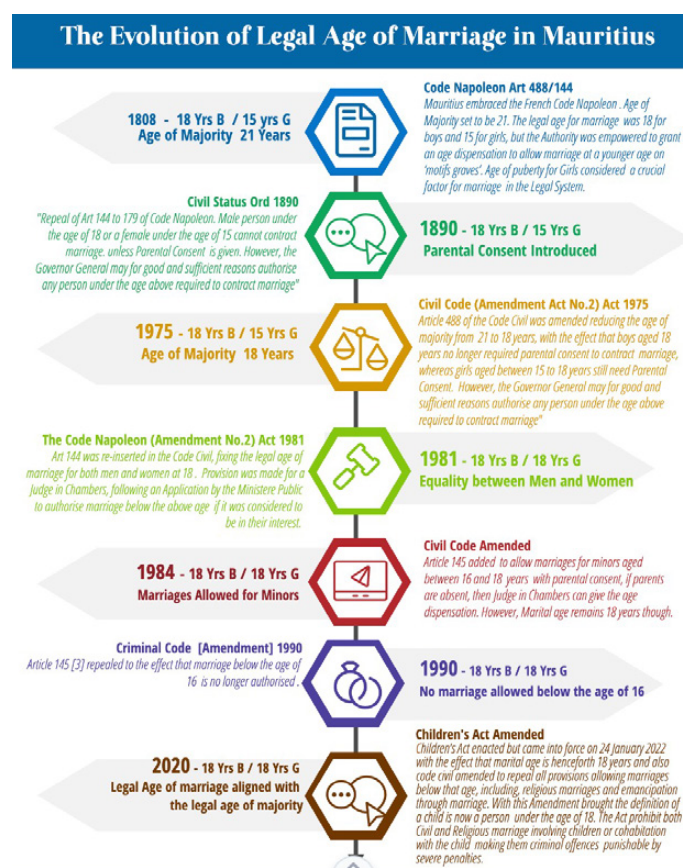 The Evolution of Legal Age of Marriage in Mauritius
1808 - 18 Yrs B / 15 yrs G
Age of Majority 21 Years
Code Napoleon Art 488/144
Mauritius embraced the French Code Napoleon . Age of
Majority set to be 21. The legal age for marriage was 18 for
boys and 15 for girls, but the Authority was empowered to grant
an age dispensation to allow marriage at a younger age on
‘motifs graves’. Age of puberty for Girls considered a crucial
factor for marriage in the Legal System.
Civil Status Ord 1890
"Repeal of Art 144 to 179 of Code Napoleon. Male person under
the age of 18 or a female under the age of 15 cannot contract
marriage. unless Parental Consent is given. However, the
Governor General may for good and sufficient reasons authorise
any person under the age above required to contract marriage"
1890 - 18 Yrs B / 15 Yrs G
Parental Consent Introduced
1975 - 18 Yrs B / 15 Yrs G
Age of Majority 18 Years
Civil Code (Amendment Act No.2) Act 1975
Article 488 of the Code Civil was amended reducing the age of
majority from 21 to 18 years, with the effect that boys aged 18
years no longer required parental consent to contract marriage,
whereas girls aged between 15 to 18 years still need Parental
Consent. However, the Governor General may for good and
sufficient reasons authorise any person under the age above
required to contract marriage"
The Code Napoleon (Amendment No.2) Act 1981
Art 144 was re-inserted in the Code Civil, fixing the legal age of
marriage for both men and women at 18 . Provision was made for a
Judge in Chambers, following an Application by the Ministere Public
to authorise marriage below the above age if it was considered to
be in their interest.
1981 - 18 Yrs B / 18 Yrs G
Equality between Men and Women
1984 - 18 Yrs B / 18 Yrs G
Marriages Allowed for Minors
Civil Code Amended
Article 145 added to allow marriages for minors aged
between 16 and 18 years with parental consent, if parents
are absent, then Judge in Chambers can give the age
dispensation. However, Marital age remains 18 years though.
Criminal Code [Amendment] 1990
Article 145 [3] repealed to the effect that marriage below the age of
16 is no longer authorised .
1990 - 18 Yrs B / 18 Yrs G
No marriage allowed below the age of 16
2020 - 18 Yrs B / 18 Yrs G
Legal Age of marriage aligned with
the legal age of majority
Children's Act Amended
Children's Act enacted but came into force on 24 January 2022
with the effect that marital age is henceforth 18 years and also
code civil amended to repeal all provisions allowing marriages
below that age, including, religious marriages and emancipation
through marriage. With this Amendment brought the definition of
a child is now a person under the age of 18. The Act prohibit both
Civil and Religious marriage involving children or cohabitation
with the child making them criminal offences punishable by
severe penalties.